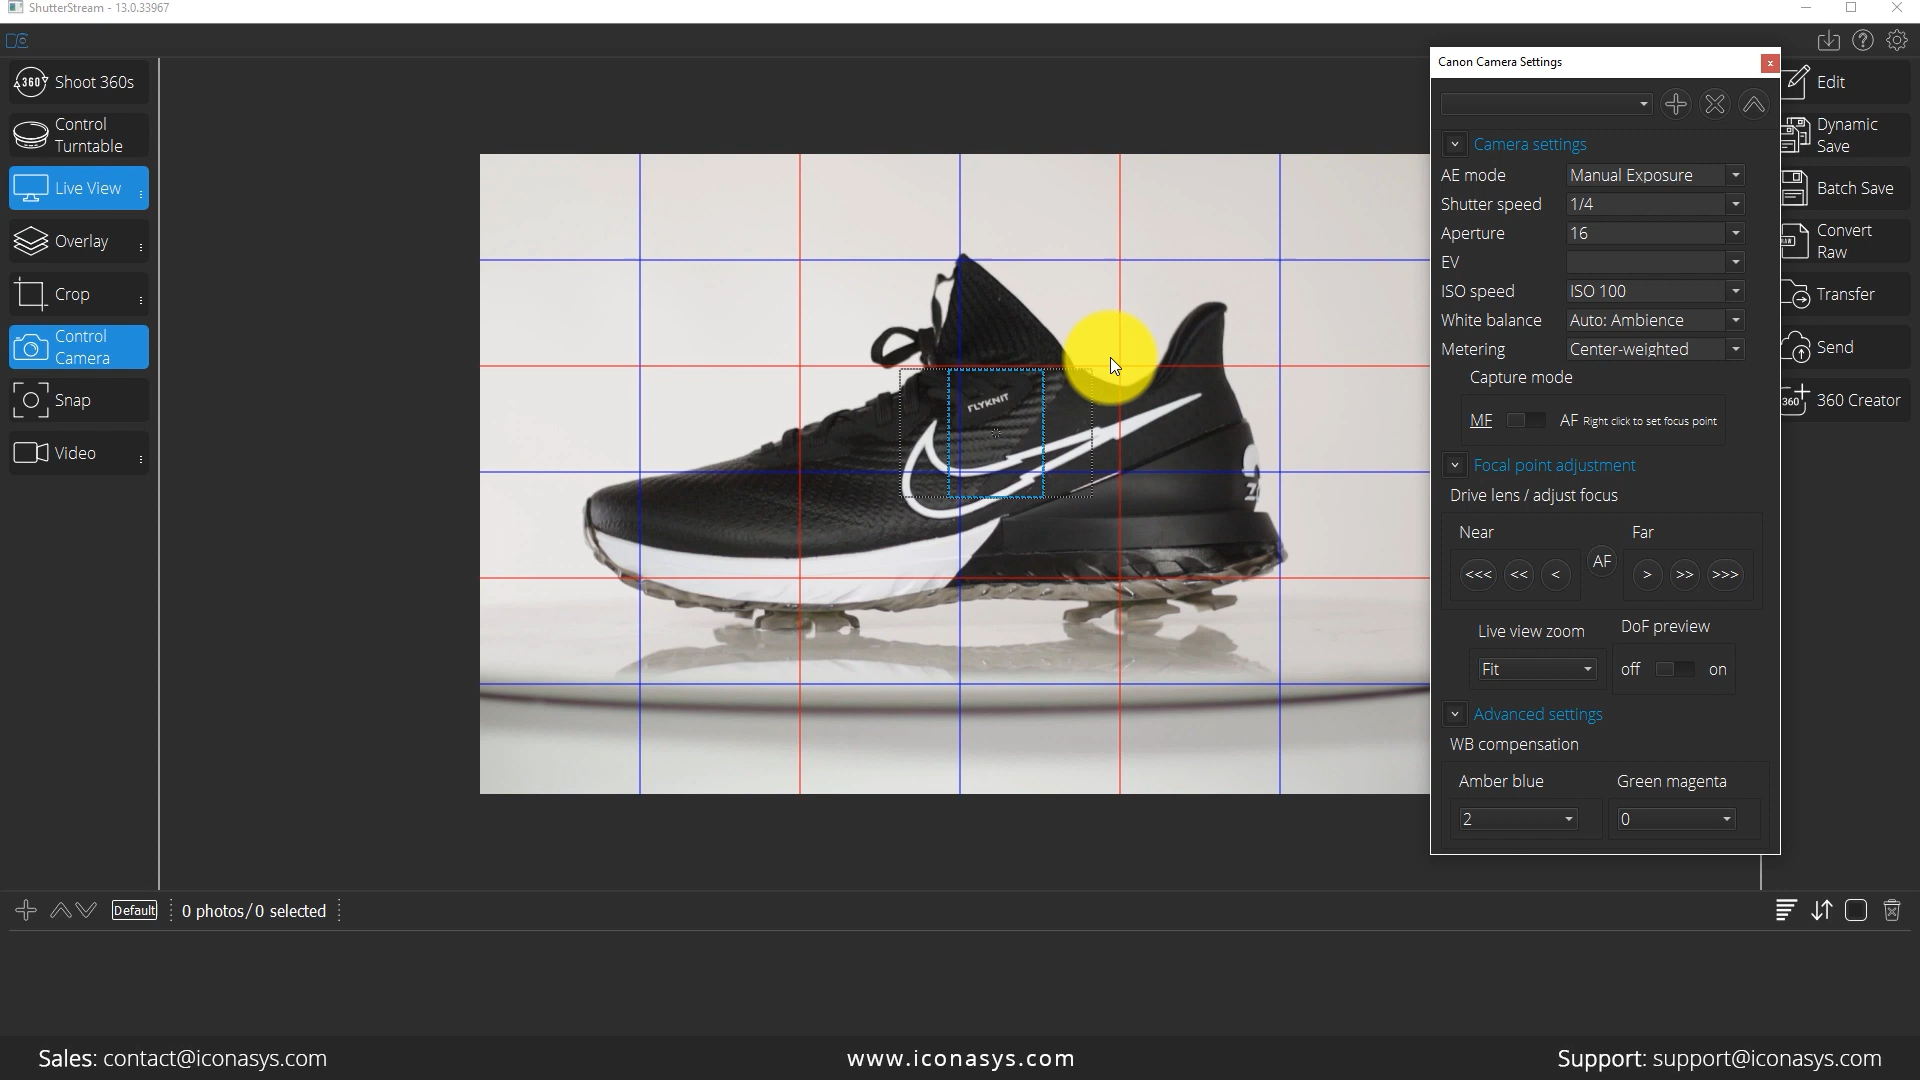 ShutterStream - 13.0.33967
Shoot 360s
Control
Turntable
Live View
Overlay
Crop
Control
Camera
Snap
Video
FLYKNIT
Canon Camera Settings
Camera settings
AE mode Manual Exposure
Shutter speed 1/4
Aperture 16
EV
ISO speed ISO 100
White balance Auto: Ambience
Metering Center-weighted
Capture mode
MF AF Right click to set focus point
Focal point adjustment
Drive lens / adjust focus
Near Far
<<< << < AF > >> >>>
Live view zoom DoF preview
Fit off on
Advanced settings
WB compensation
Amber blue Green magenta
2 0
Edit
Dynamic
Save
Batch Save
Convert
Raw
Transfer
Send
360 Creator
Default 0 photos/0 selected
Sales: contact@iconasys.com
www.iconasys.com
Support: support@iconasys.com